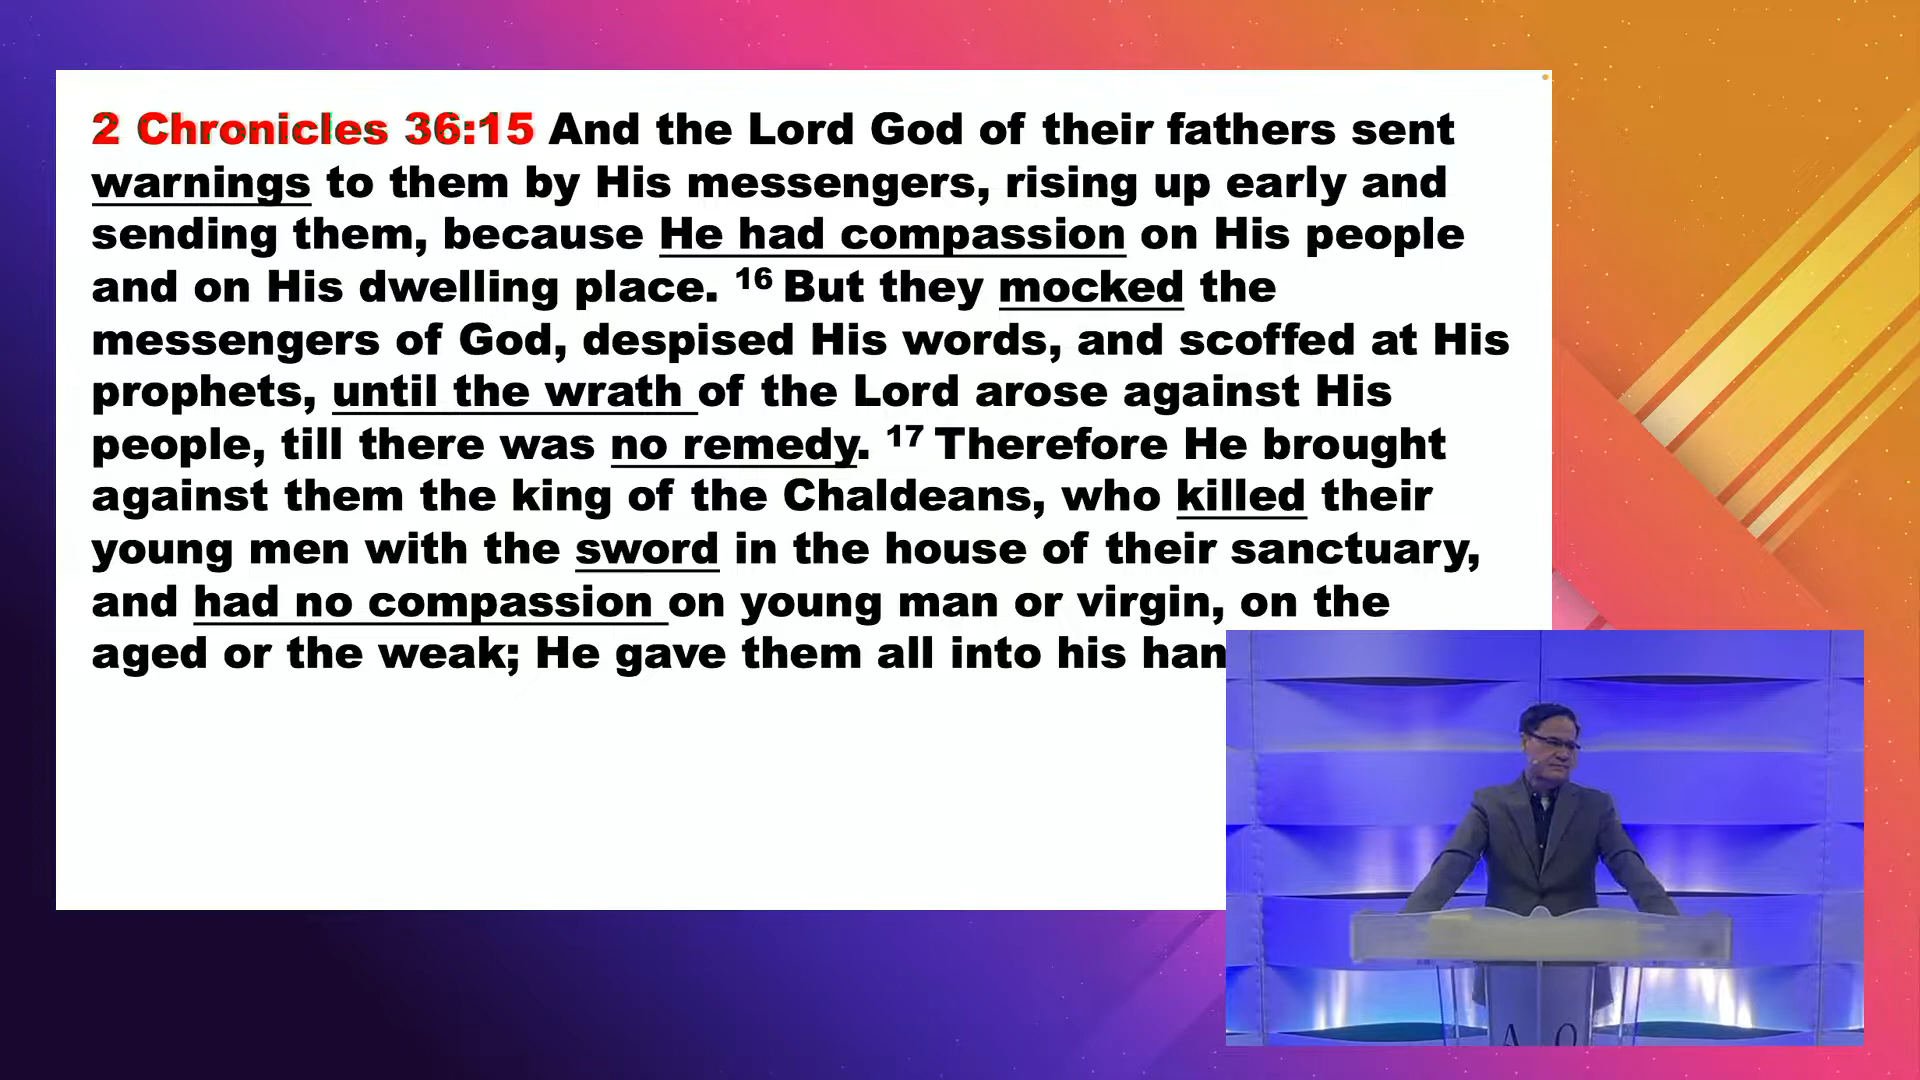 2 Chronicles 36:15 And the Lord God of their fathers sent
warnings to them by His messengers, rising up early and
sending them, because He had compassion on His people
and on His dwelling place. 16 But they mocked the
messengers of God, despised His words, and scoffed at His
prophets, until the wrath of the Lord arose against His
people, till there was no remedy. 17 Therefore He brought
against them the king of the Chaldeans, who killed their
young men with the sword in the house of their sanctuary,
and had no compassion on young man or virgin, on the
aged or the weak; He gave them all into his han
A O